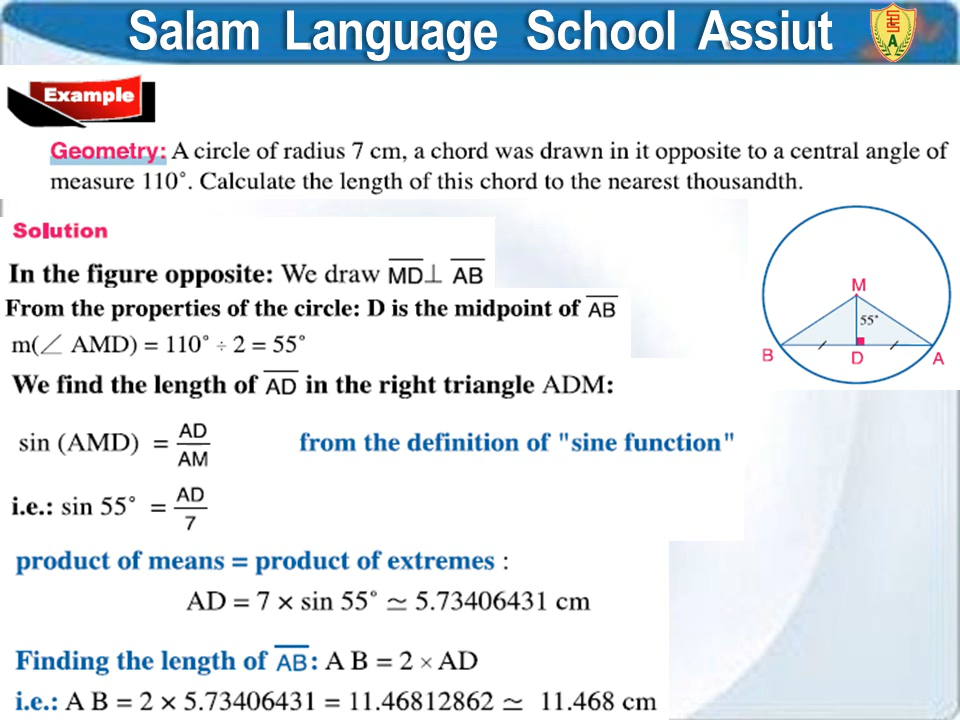 Salam Language School Assiut
A
Example
Geometry: A circle of radius 7 cm, a chord was drawn in it opposite to a central angle of
measure 110°. Calculate the length of this chord to the nearest thousandth.
Solution
In the figure opposite: We draw M̅D̅ ⊥ A̅B̅
From the properties of the circle: D is the midpoint of A̅B̅
m(∠ AMD) = 110° ÷ 2 = 55°
We find the length of A̅D̅ in the right triangle ADM:
sin (AMD) = AD/AM from the definition of "sine function"
i.e.: sin 55° = AD/7
product of means = product of extremes :
AD = 7 × sin 55° ≃ 5.73406431 cm
Finding the length of A̅B̅: A B = 2 × AD
i.e.: A B = 2 × 5.73406431 = 11.46812862 ≃ 11.468 cm
M
55°
B
D
A